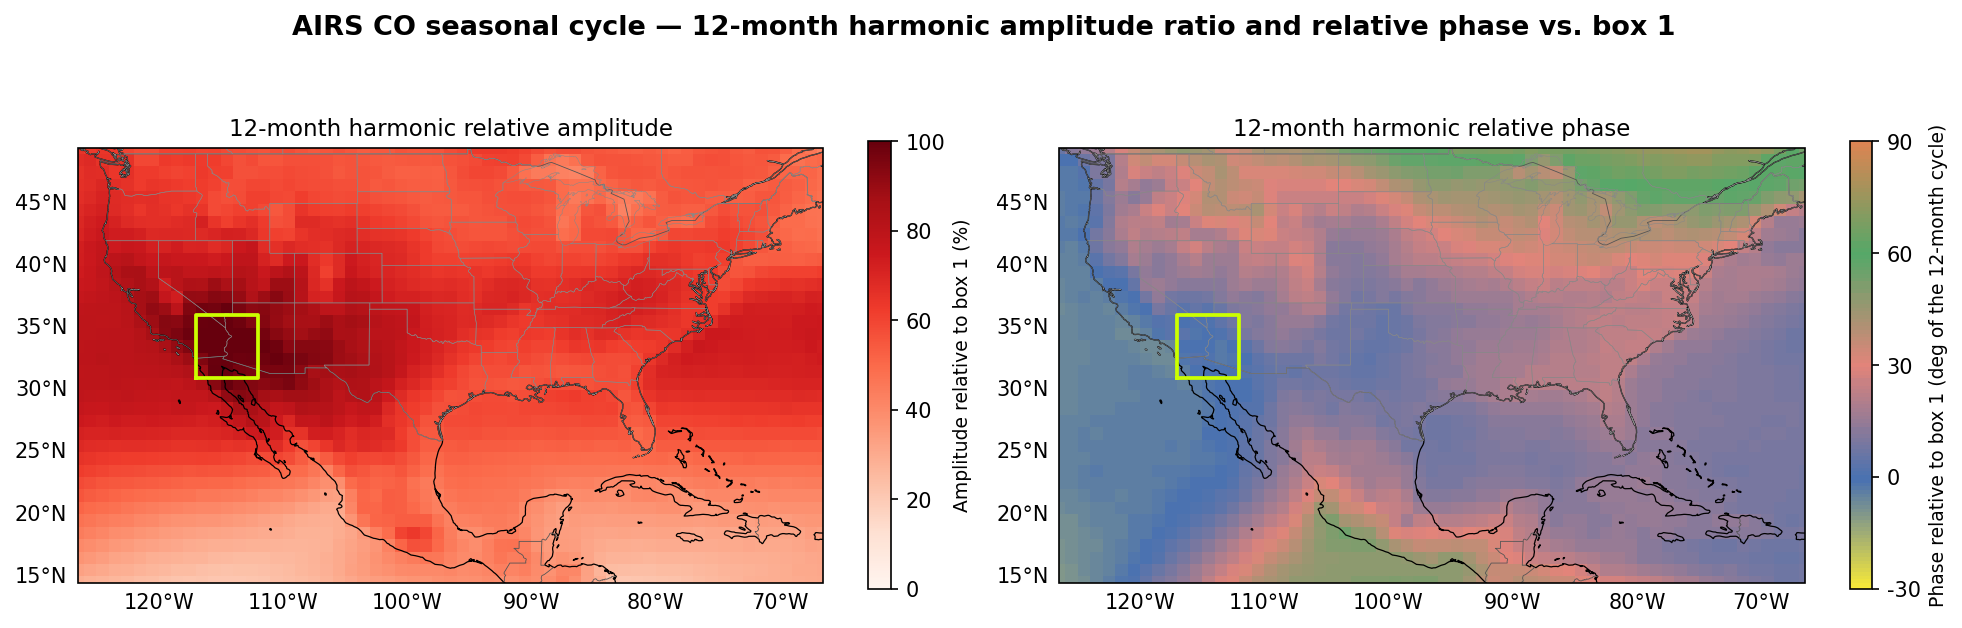 AIRS CO seasonal cycle — 12-month harmonic amplitude ratio and relative phase vs. box 1
12-month harmonic relative amplitude
45°N
40°N
35°N
30°N
25°N
20°N
15°N
120°W 110°W 100°W 90°W 80°W 70°W
100
80
60
40
20
0
Amplitude relative to box 1 (%)
12-month harmonic relative phase
45°N
40°N
35°N
30°N
25°N
20°N
15°N
120°W 110°W 100°W 90°W 80°W 70°W
90
60
30
0
-30
Phase relative to box 1 (deg of the 12-month cycle)